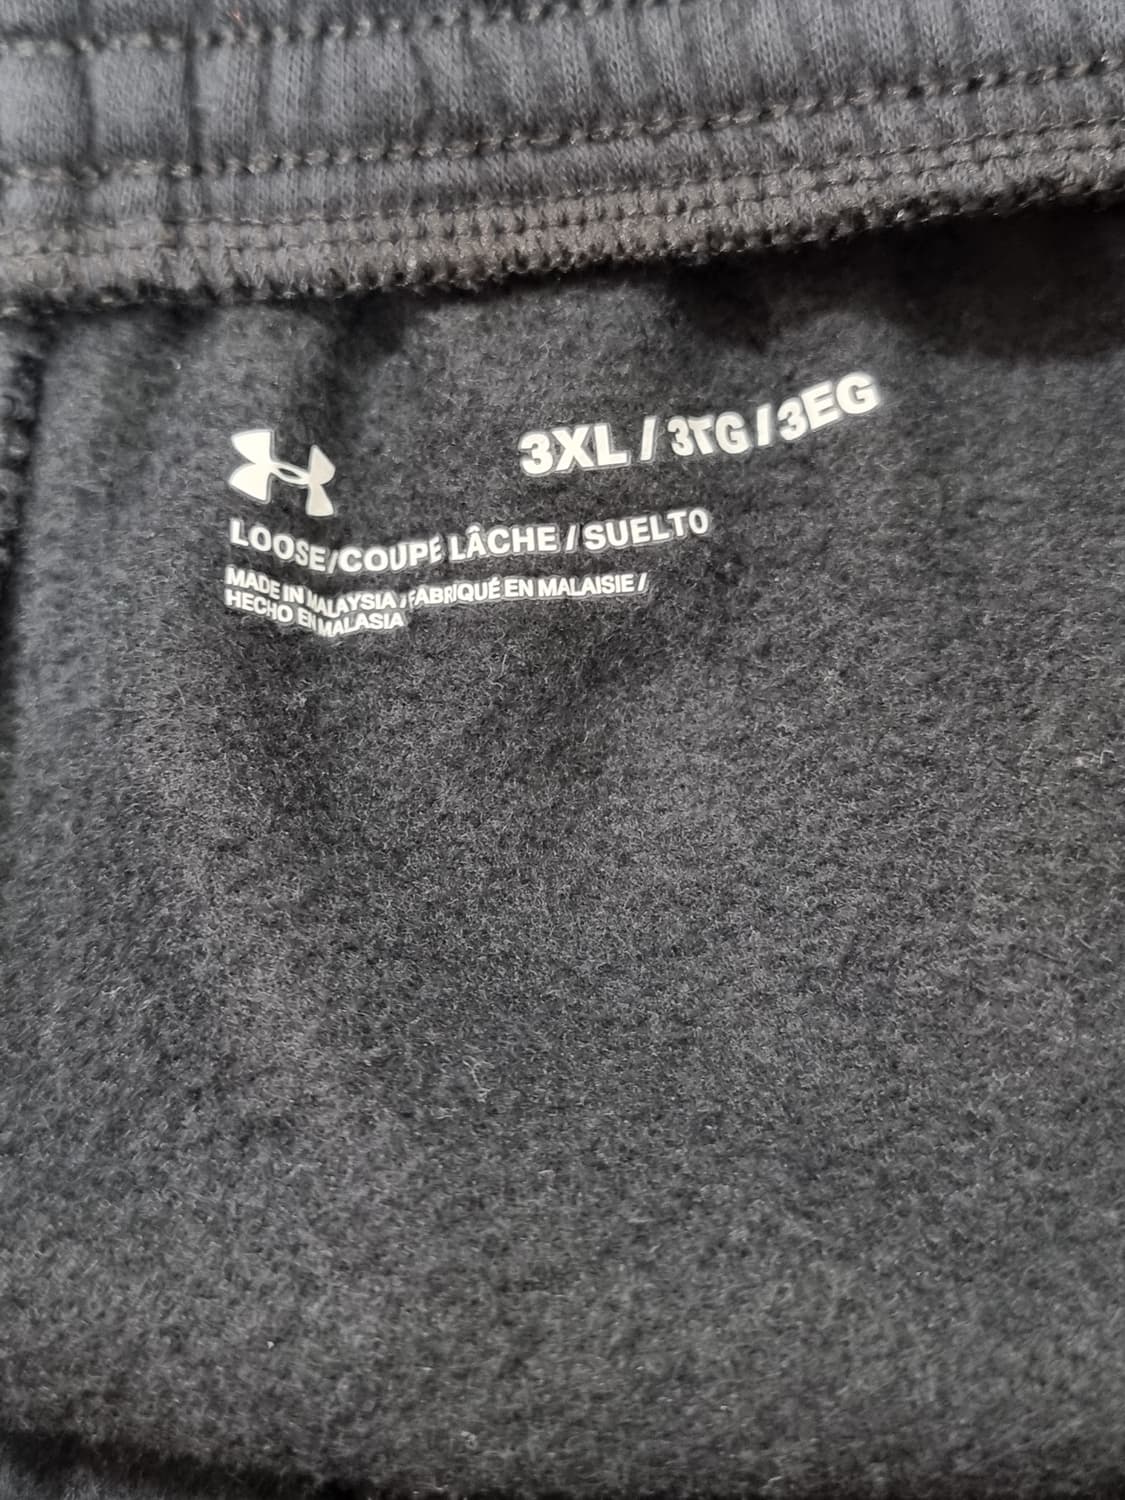 3XL / 3TG / 3EG
LOOSE/COUPE LÂCHE / SUELTO
MADE IN MALAYSIA / FABRIQUÉ EN MALAISIE /
HECHO EN MALASIA